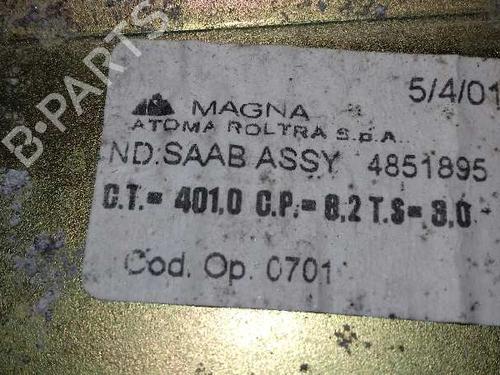 5/4/01
MAGNA
ATOMA ROLTRA S.p.A.
ND.SAAB ASSY 4851895
C.T.= 401,0 C.P.= 8,2 T.S= 3,0
Cod. Op. 0701
B-PARTS